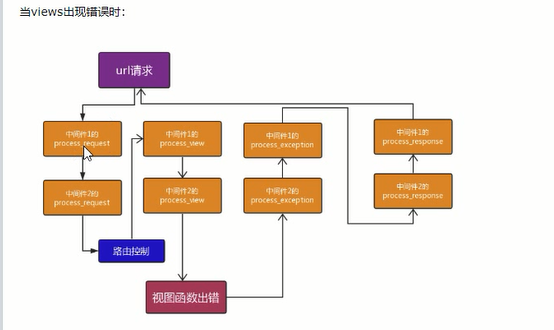 当views出现错误时：
url请求
中间件1的
process_request
中间件2的
process_request
路由控制
中间件1的
process_view
中间件2的
process_view
视图函数出错
中间件1的
process_exception
中间件2的
process_exception
中间件1的
process_response
中间件2的
process_response